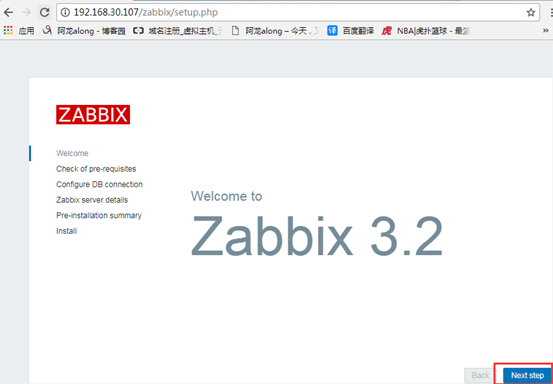 192.168.30.107/zabbix/setup.php
应用 阿龙along - 博客园 域名注册_虚拟主机_ 阿龙along – 今天，又 百度翻译 NBA|虎扑篮球 - 最篮 »
ZABBIX
Welcome
Check of pre-requisites
Configure DB connection
Zabbix server details
Pre-installation summary
Install
Welcome to
Zabbix 3.2
Back Next step